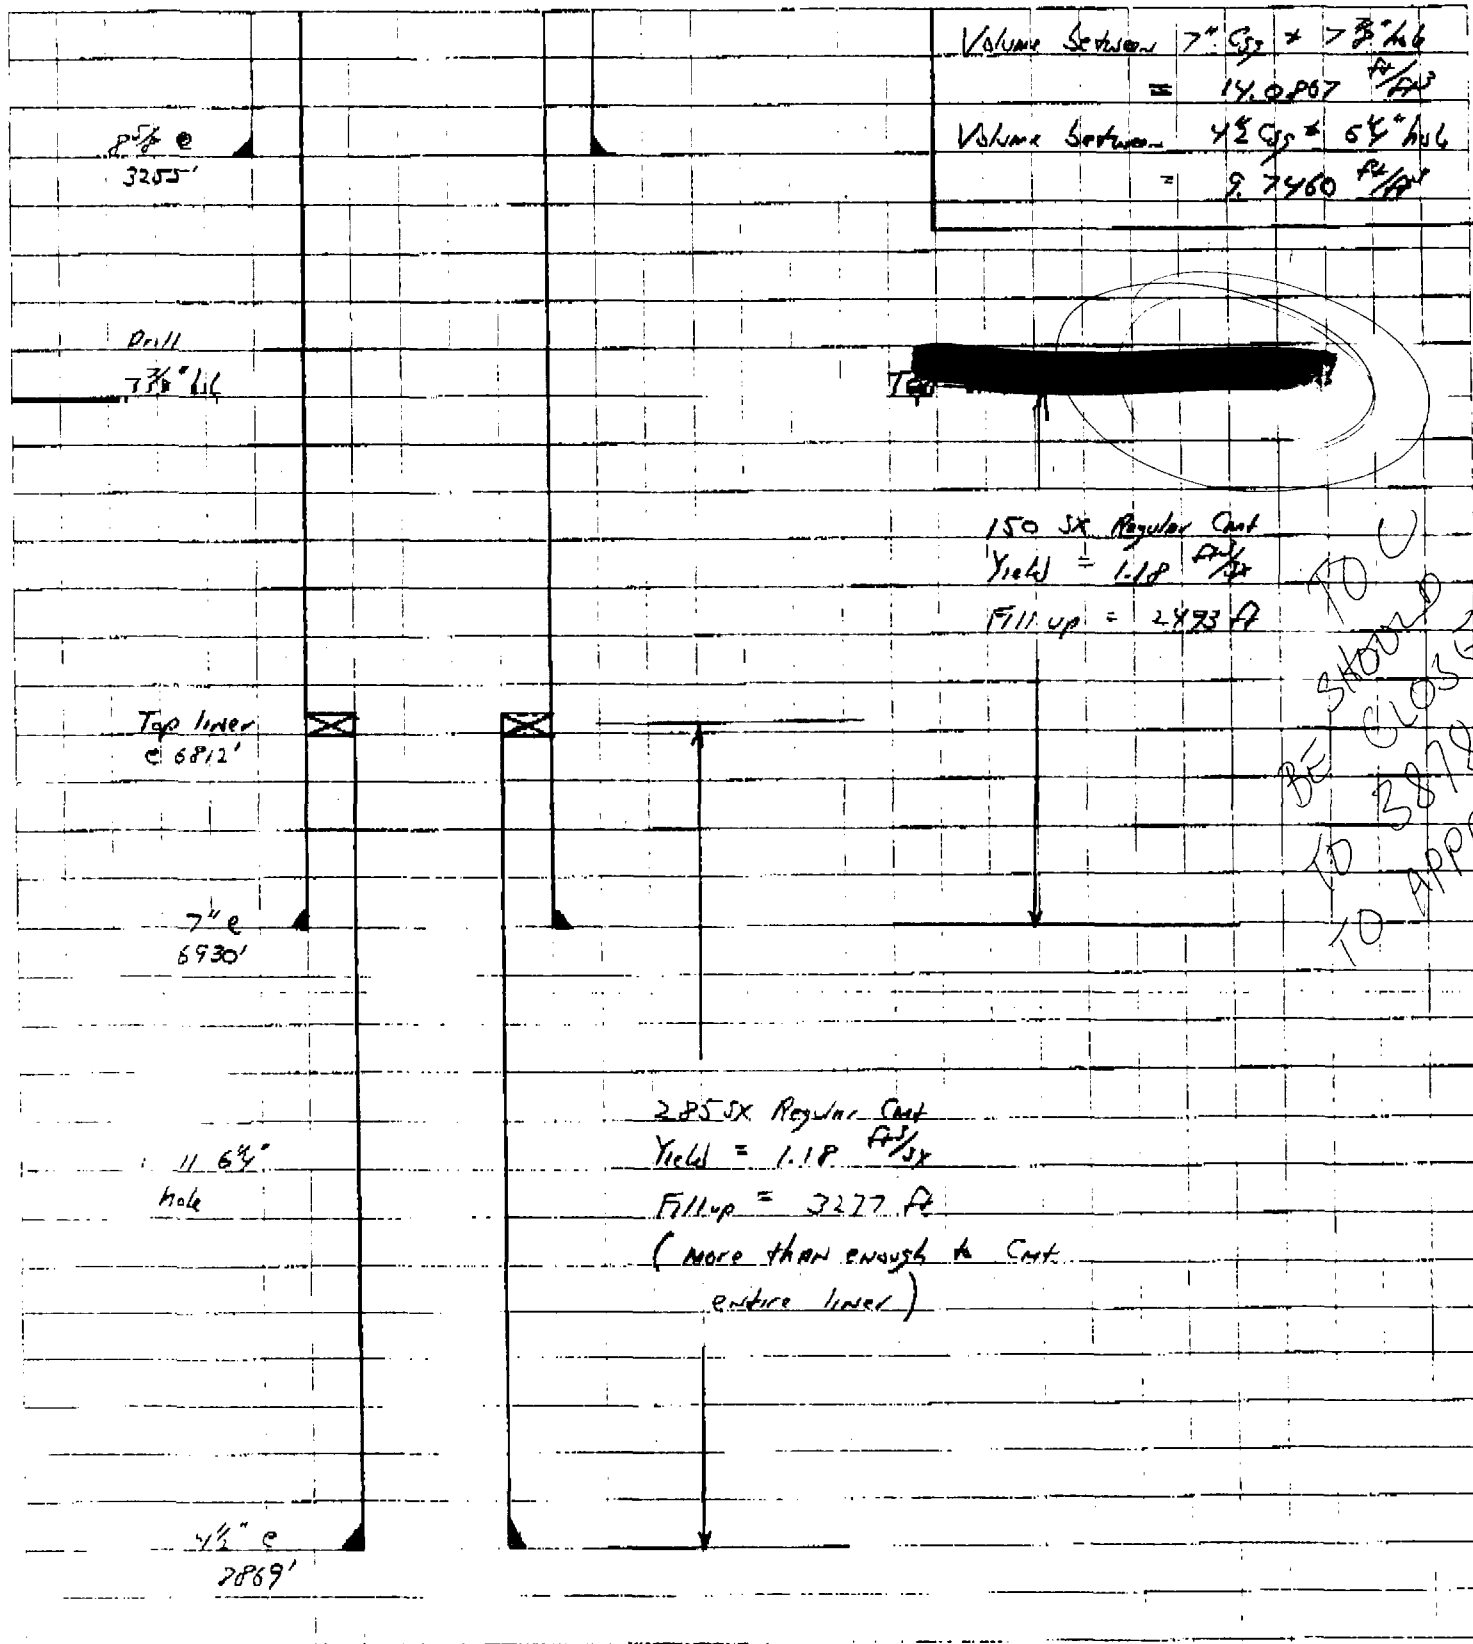 Volume between 7" Csg & 7⅞" hole
= 14.0867 ft/ft³
Volume between 4½ Csg & 6¼" hole
= 9.7460 ft/ft³
8⅝ @
3255'
Drill
7⅞" hole
Top
150 SX Regular Cmt
Yield = 1.18 ft³/sx
Fill up = 2493 ft
TO
SHOULD
BE CLOSE
TO 387
TO APP
Top liner
@ 6812'
7" @
6930'
285 SX Regular Cmt
Yield = 1.18 ft³/sx
Fillup = 3277 ft
(more than enough to Cmt.
entire liner)
ll 6¼"
hole
4½" @
7869'